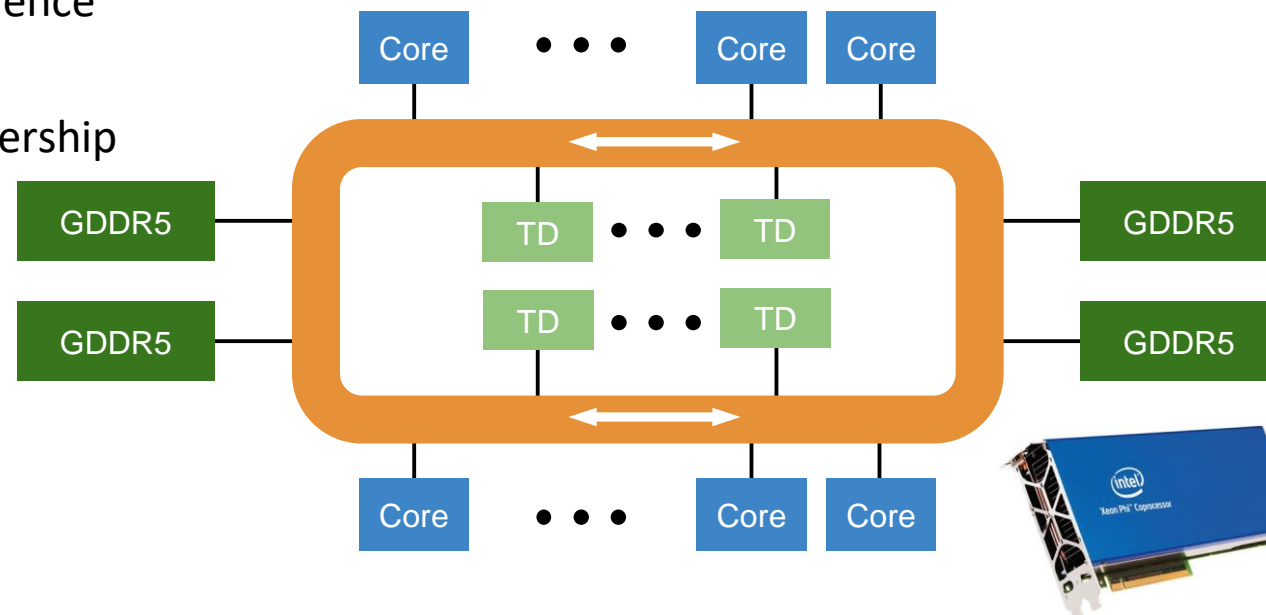 ence
Core Core Core
ership
GDDR5 GDDR5
TD TD
TD TD
GDDR5 GDDR5
Core Core Core
intel
Xeon Phi™ Coprocessor